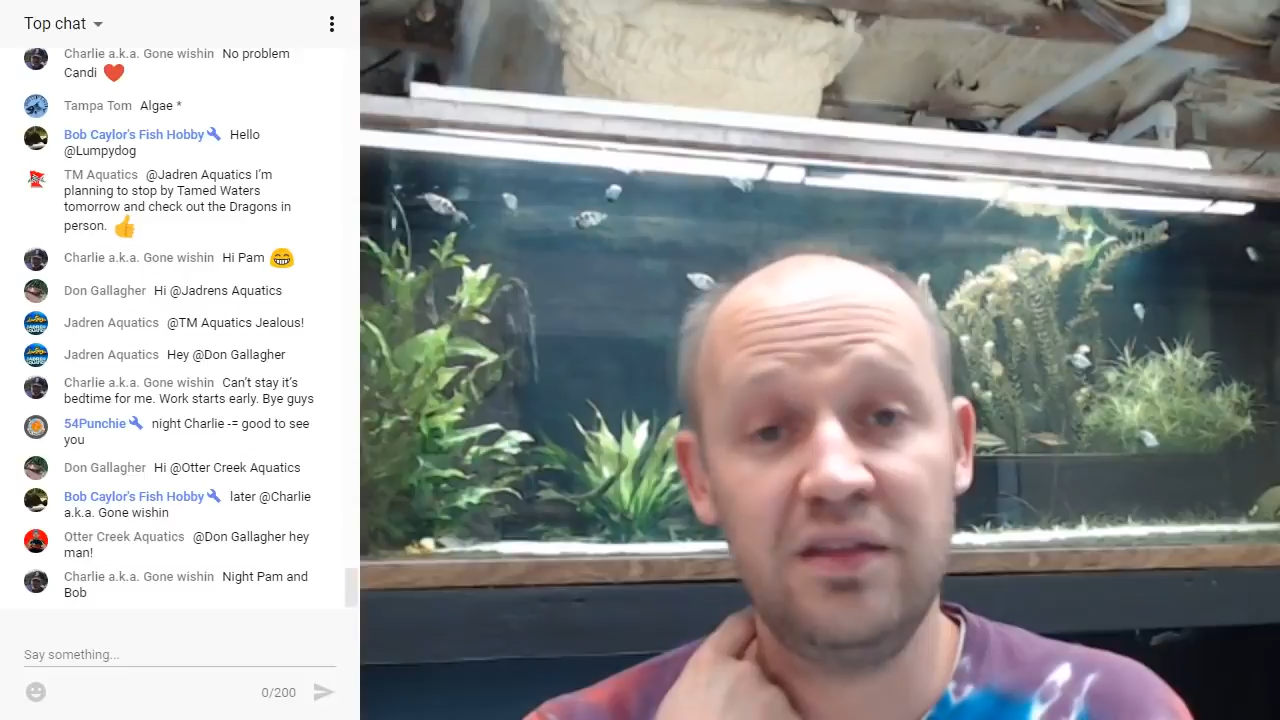 Top chat
Charlie a.k.a. Gone wishin No problem
Candi
Tampa Tom Algae *
Bob Caylor's Fish Hobby Hello
@Lumpydog
TM Aquatics @Jadren Aquatics I'm
planning to stop by Tamed Waters
tomorrow and check out the Dragons in
person.
Charlie a.k.a. Gone wishin Hi Pam
Don Gallagher Hi @Jadrens Aquatics
Jadren Aquatics @TM Aquatics Jealous!
Jadren Aquatics Hey @Don Gallagher
Charlie a.k.a. Gone wishin Can't stay it's
bedtime for me. Work starts early. Bye guys
54Punchie night Charlie -= good to see
you
Don Gallagher Hi @Otter Creek Aquatics
Bob Caylor's Fish Hobby later @Charlie
a.k.a. Gone wishin
Otter Creek Aquatics @Don Gallagher hey
man!
Charlie a.k.a. Gone wishin Night Pam and
Bob
Say something...
0/200